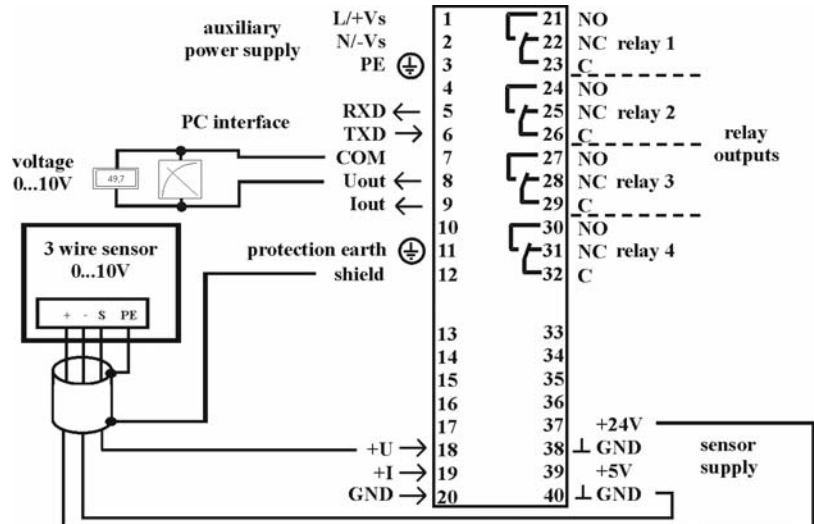 L/+Vs 1 21 NO
auxiliary power supply
N/-Vs 2 22 NC relay 1
PE 3 23 C
4 24 NO
RXD ← 5 25 NC relay 2
PC interface
TXD → 6 26 C
relay outputs
COM 7 27 NO
voltage 0...10V
49,7
Uout ← 8 28 NC relay 3
Iout ← 9 29 C
10 30 NO
3 wire sensor 0...10V
protection earth 11 31 NC relay 4
shield 12 32 C
+ - S PE
13 33
14 34
15 35
16 36
17 37 +24V
+U → 18 38 ⊥ GND
sensor supply
+I → 19 39 +5V
GND → 20 40 ⊥ GND